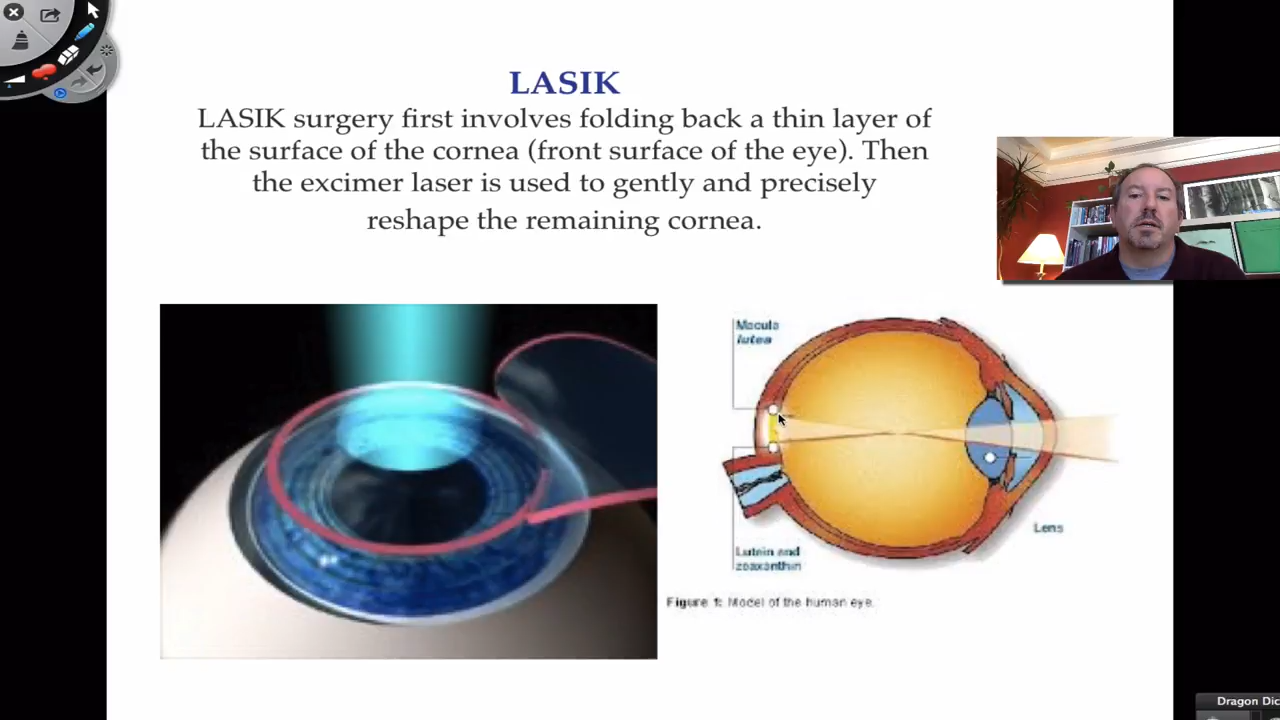 LASIK
LASIK surgery first involves folding back a thin layer of
the surface of the cornea (front surface of the eye). Then
the excimer laser is used to gently and precisely
reshape the remaining cornea.
Macula
lutea
Lens
Lutein and
zeaxanthin
Figure 1: Model of the human eye.
Dragon Dic